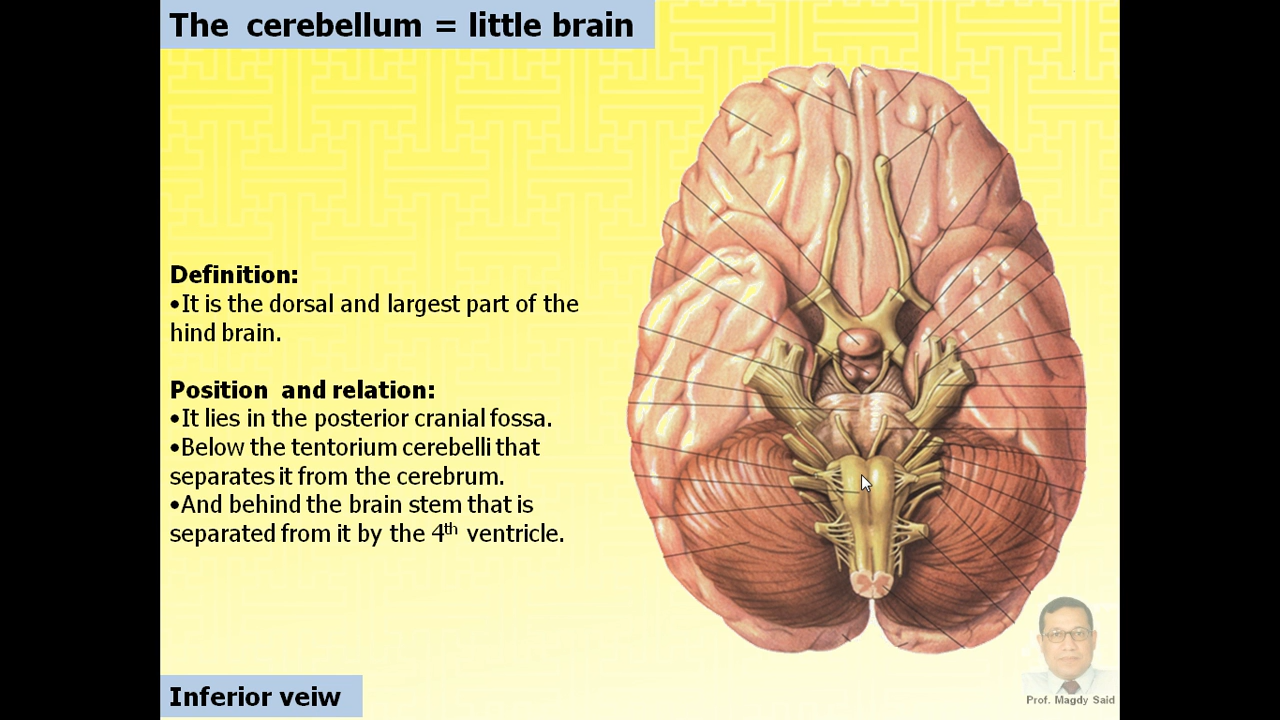 The cerebellum = little brain
Definition:
•It is the dorsal and largest part of the
hind brain.
Position and relation:
•It lies in the posterior cranial fossa.
•Below the tentorium cerebelli that
separates it from the cerebrum.
•And behind the brain stem that is
separated from it by the 4th ventricle.
Inferior veiw
Prof. Magdy Said